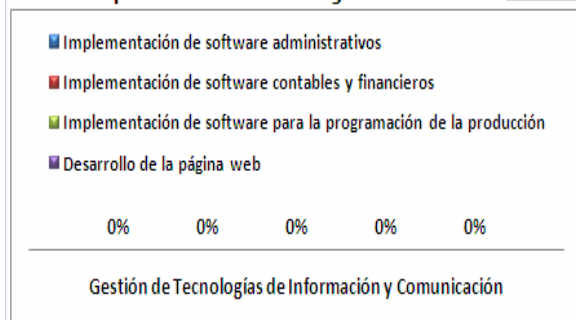 Implementación de software administrativos
Implementación de software contables y financieros
Implementación de software para la programación de la producción
Desarrollo de la página web
0% 0% 0% 0% 0%
Gestión de Tecnologías de Información y Comunicación